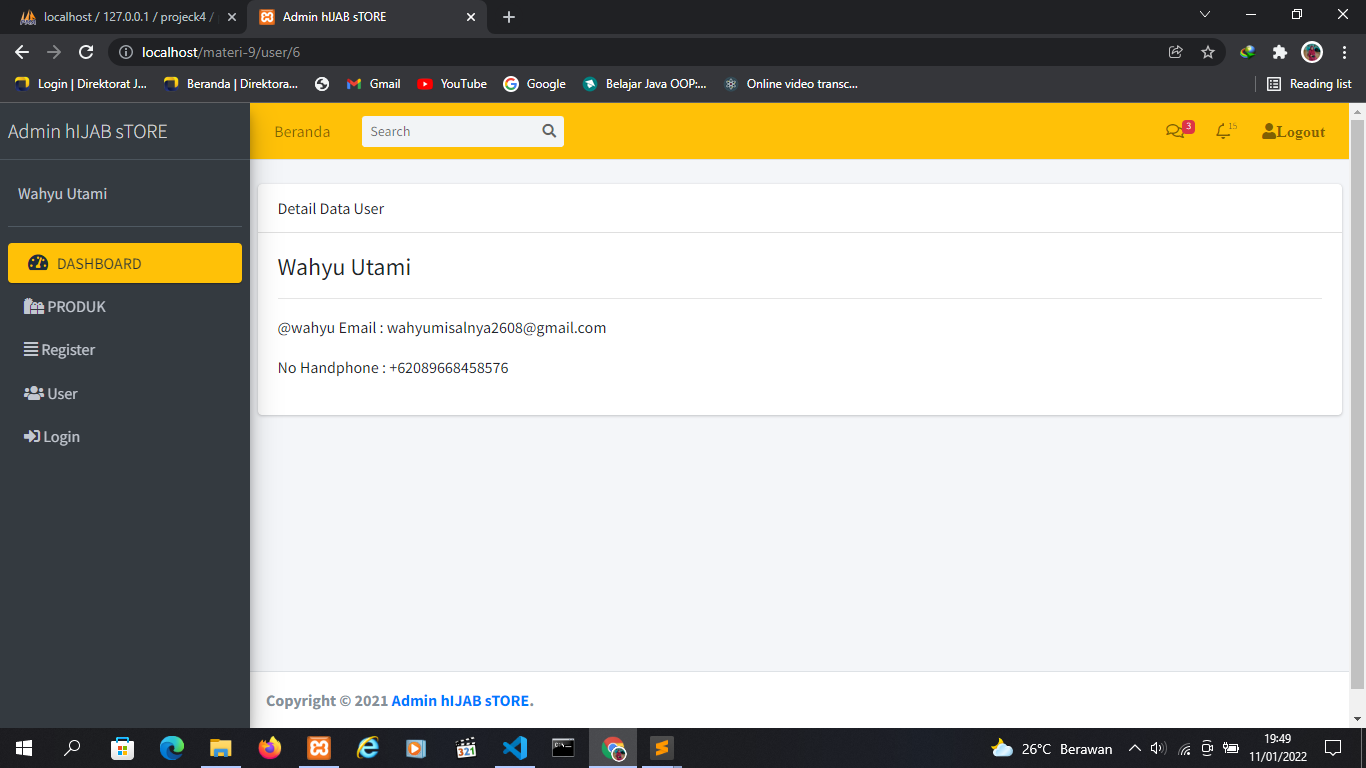 localhost / 127.0.0.1 / projeck4 /
Admin hIJAB sTORE
localhost/materi-9/user/6
Login | Direktorat J...
Beranda | Direktora...
Gmail
YouTube
Google
Belajar Java OOP:...
Online video transc...
Reading list
Admin hIJAB sTORE
Beranda
Search
3
15
Logout
Wahyu Utami
DASHBOARD
PRODUK
Register
User
Login
Detail Data User
Wahyu Utami
@wahyu Email : wahyumisalnya2608@gmail.com
No Handphone : +62089668458576
Copyright © 2021 Admin hIJAB sTORE.
321
26°C Berawan
19:49
11/01/2022